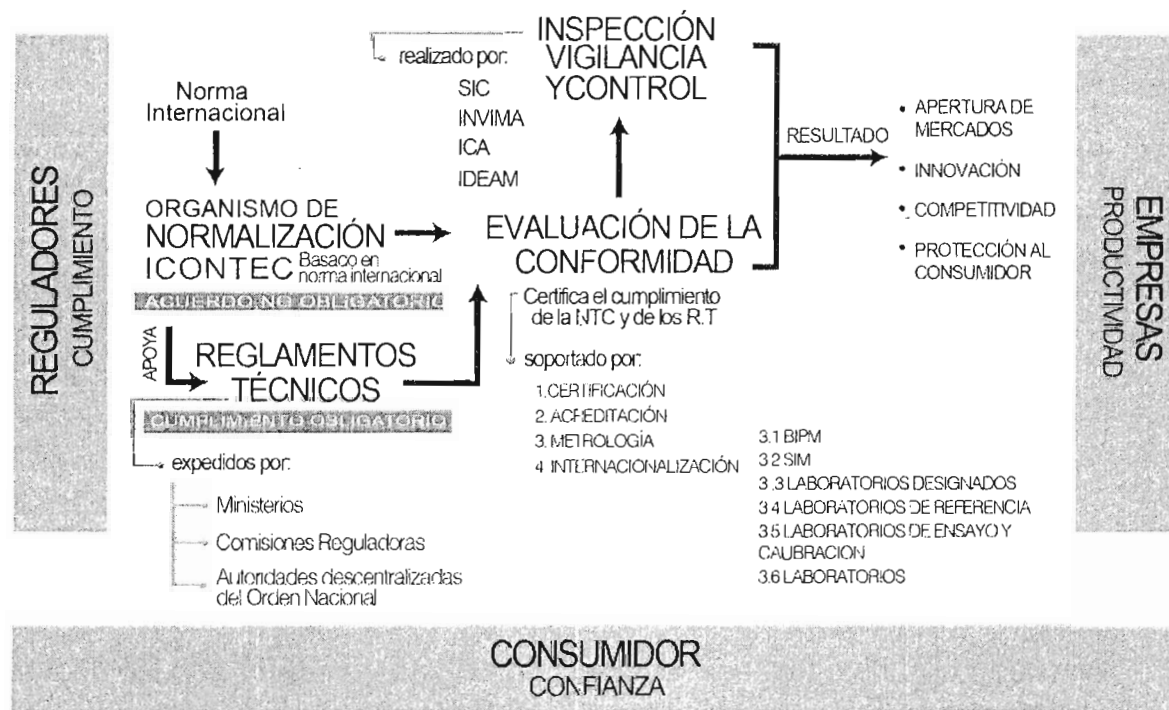 REGULADORES
CUMPLIMIENTO
Norma
Internacional
ORGANISMO DE
NORMALIZACIÓN
ICONTEC Basaco en
norma internacional
ACUERDO NO OBLIGATORIO
APOYA
REGLAMENTOS
TÉCNICOS
CUMPLIMIENTO OBLIGATORIO
expedidos por:
Ministerios
Comisiones Reguladoras
Autoridades descentralizadas
del Orden Nacional
INSPECCIÓN
VIGILANCIA
YCONTROL
realizado por:
SIC
INVIMA
ICA
IDEAM
EVALUACIÓN DE LA
CONFORMIDAD
Certifica el cumplimiento
de la NTC y de los R.T
soportado por:
1.CERTIFICACIÓN
2. ACREDITACIÓN
3. METROLOGÍA
4. INTERNACIONALIZACIÓN
3.1 BIPM
3.2 SIM
3.3 LABORATORIOS DESIGNADOS
3.4 LABORATORIOS DE REFERENCIA
3.5 LABORATORIOS DE ENSAYO Y
CAUBRACION
3.6 LABORATORIOS
RESULTADO
• APERTURA DE
MERCADOS
• INNOVACIÓN
• COMPETITIVIDAD
• PROTECCIÓN AL
CONSUMIDOR
EMPRESAS
PRODUCTIVIDAD
CONSUMIDOR
CONFIANZA